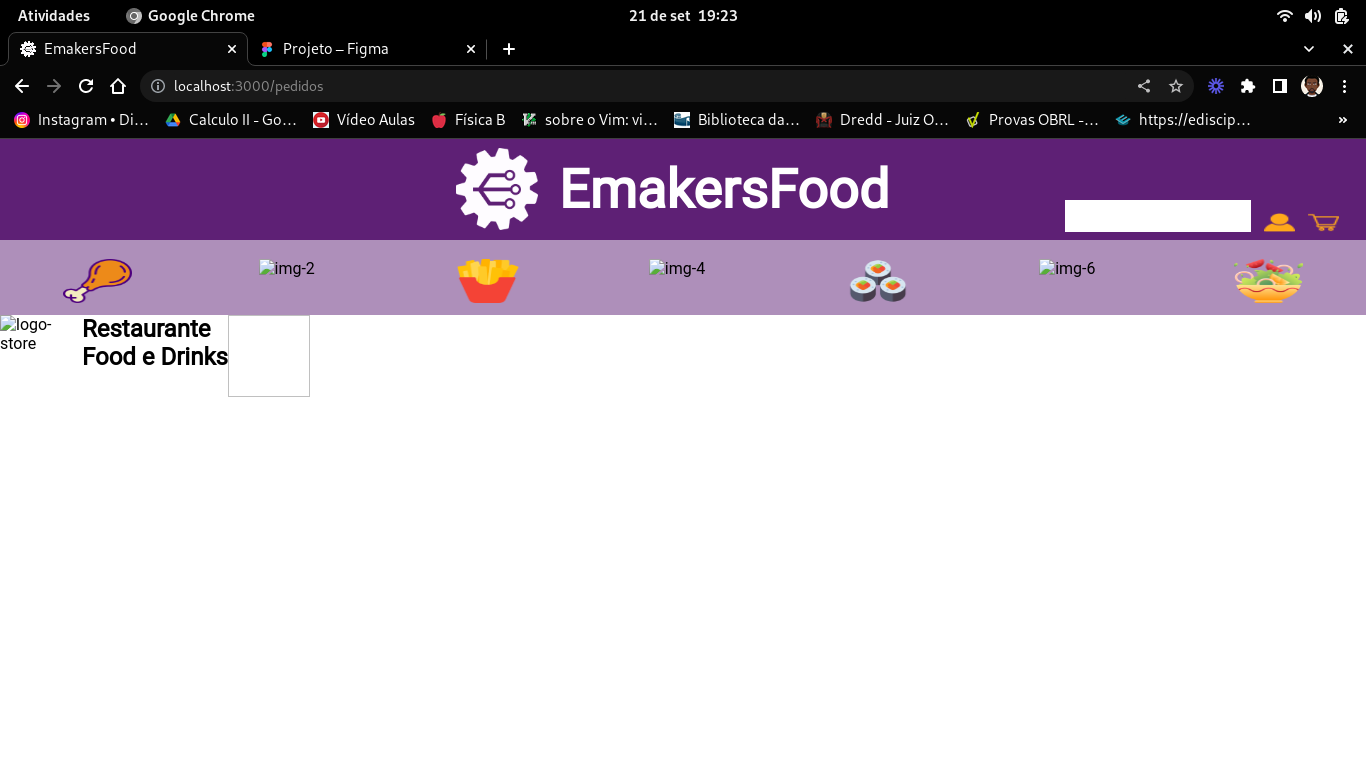 Atividades Google Chrome 21 de set 19:23
EmakersFood Projeto – Figma
localhost:3000/pedidos
Instagram • Di… Calculo II - Go… Vídeo Aulas Física B sobre o Vim: vi… Biblioteca da… Dredd - Juiz O… Provas OBRL -… https://ediscip… »
EmakersFood
img-2 img-4 img-6
logo-
store
Restaurante
Food e Drinks